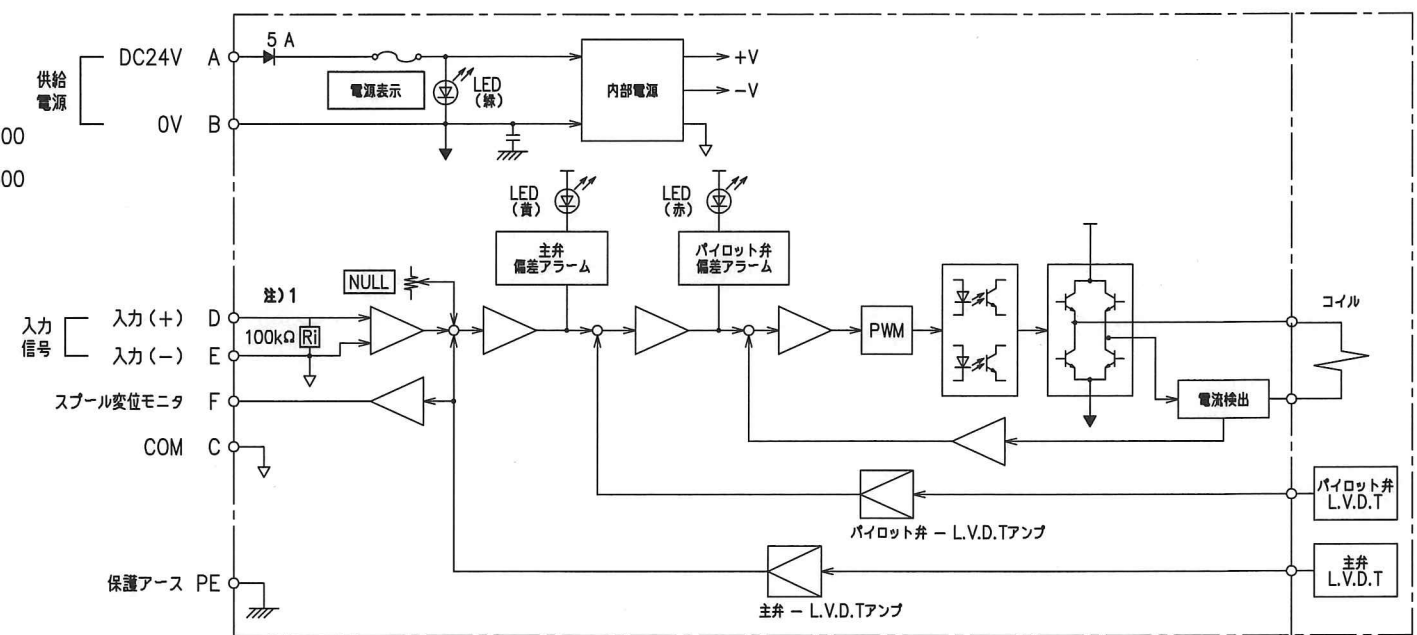 5 A
DC24V A
供給
電源
電源表示
LED
(緑)
内部電源
+V
-V
0V B
00
00
LED
(黄)
LED
(赤)
主弁
偏差アラーム
パイロット弁
偏差アラーム
NULL
注)1
入力
信号
入力(+) D
100kΩ Ri
入力(-) E
PWM
コイル
スプール変位モニタ F
電流検出
COM C
パイロット弁
L.V.D.T
パイロット弁 - L.V.D.Tアンプ
主弁
L.V.D.T
保護アース PE
主弁 - L.V.D.Tアンプ